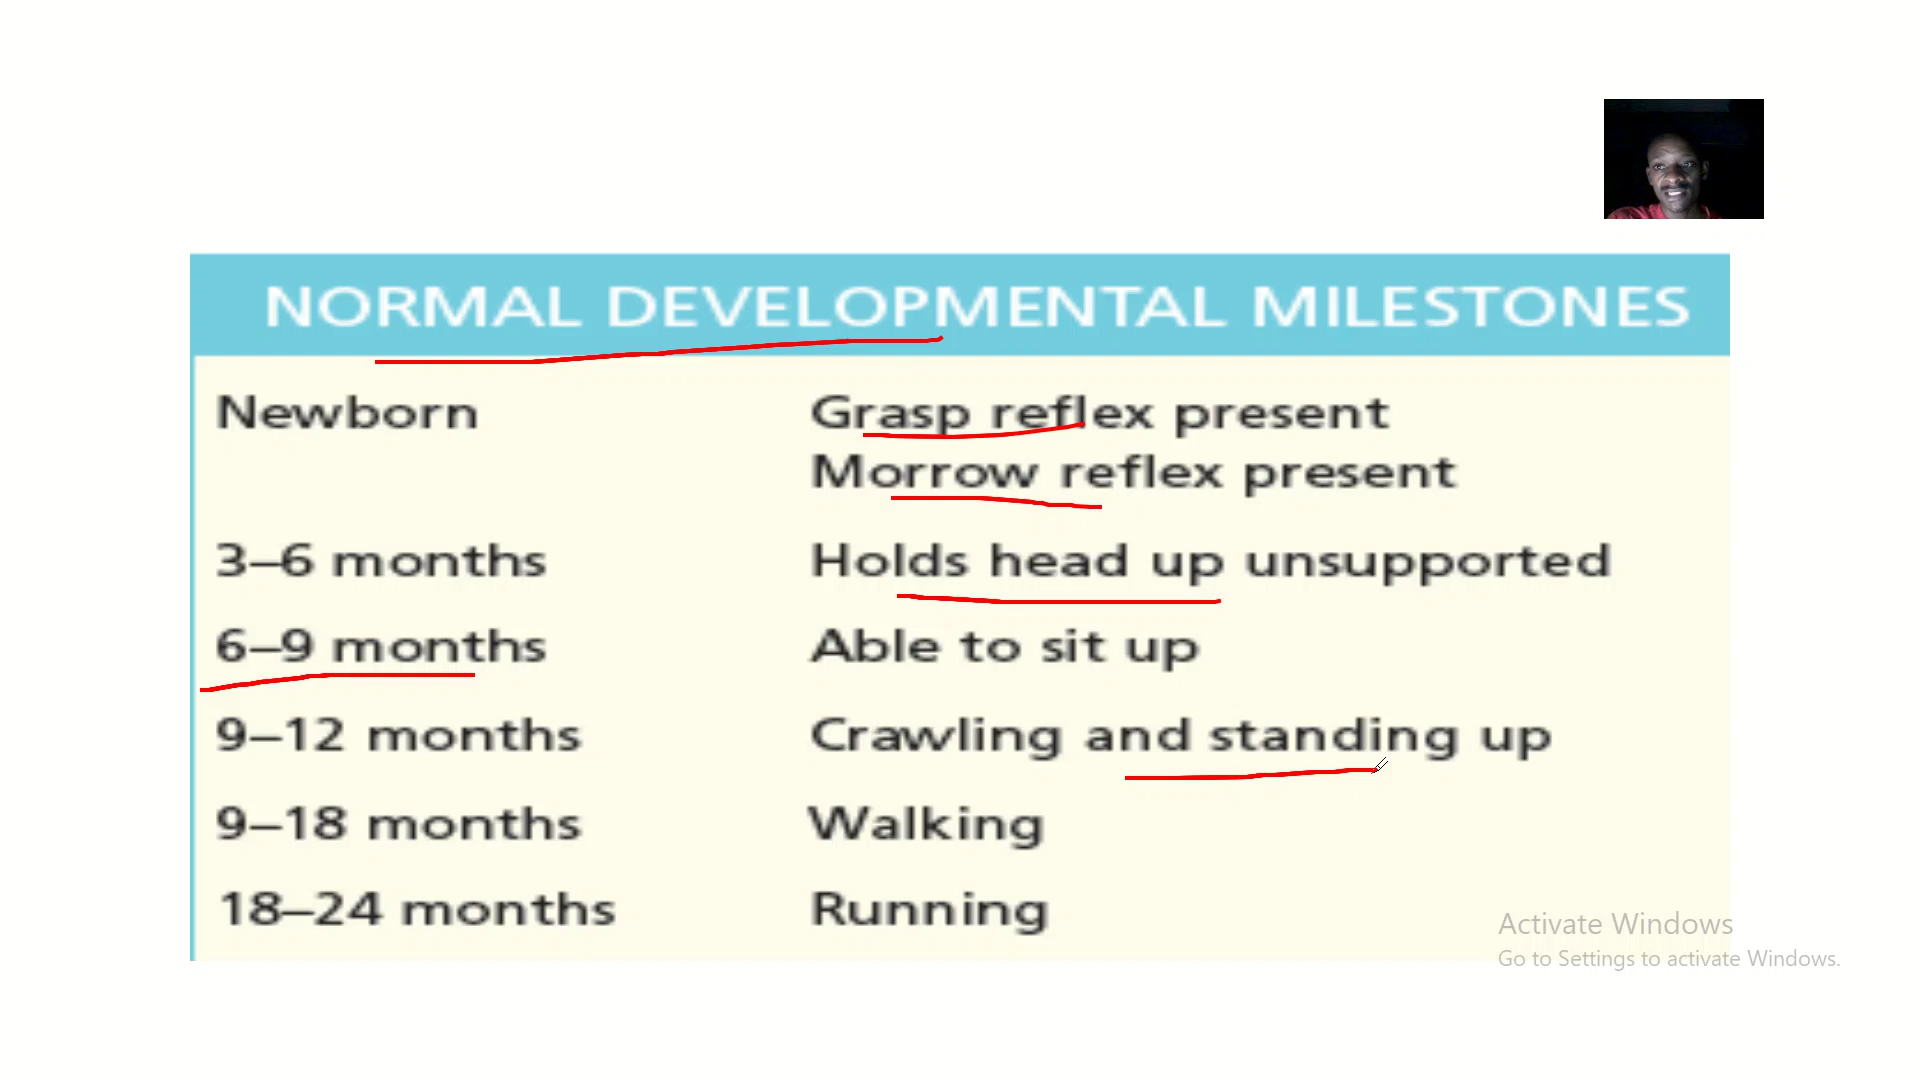 NORMAL DEVELOPMENTAL MILESTONES
Newborn Grasp reflex present
Morrow reflex present
3–6 months Holds head up unsupported
6–9 months Able to sit up
9–12 months Crawling and standing up
9–18 months Walking
18–24 months Running
Activate Windows
Go to Settings to activate Windows.